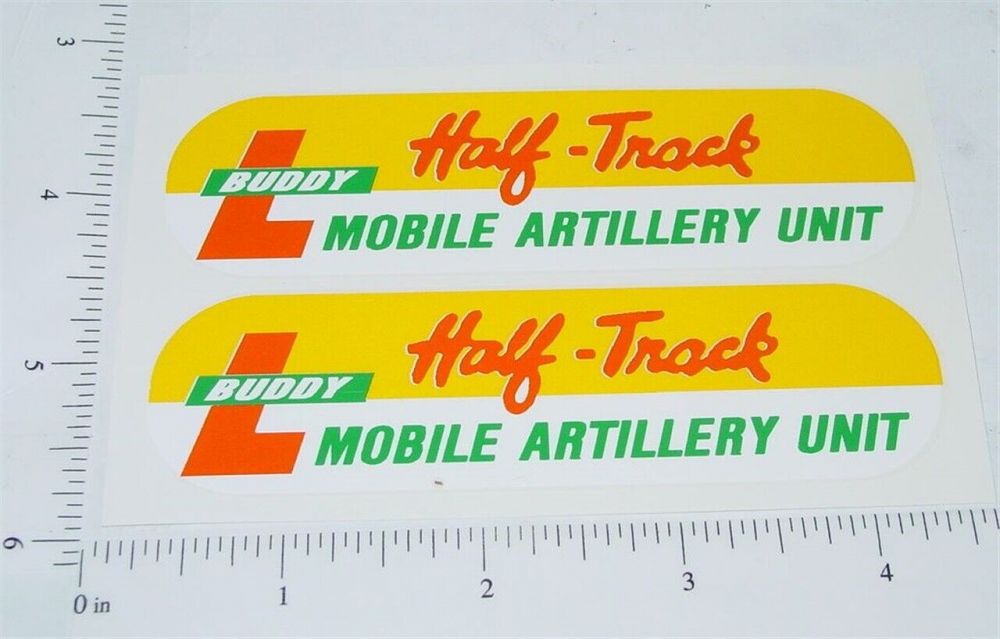 3
Half-Track
BUDDY
L
MOBILE ARTILLERY UNIT
4
Half-Track
BUDDY
L
MOBILE ARTILLERY UNIT
5
6
0 in 1 2 3 4